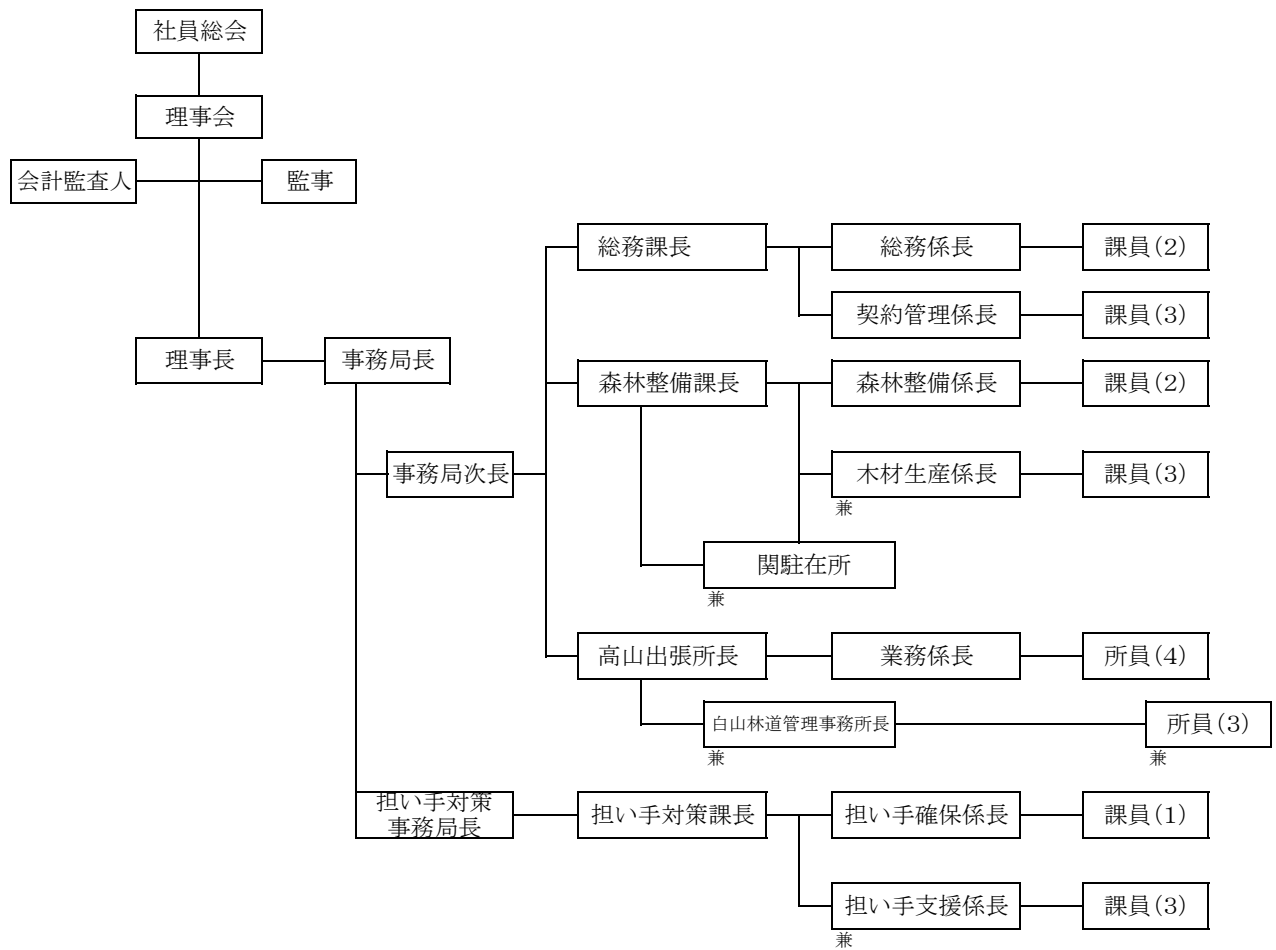 社員総会
理事会
会計監査人
監事
総務課長
総務係長
課員(2)
契約管理係長
課員(3)
理事長
事務局長
森林整備課長
森林整備係長
課員(2)
事務局次長
木材生産係長
課員(3)
兼
関駐在所
兼
高山出張所長
業務係長
所員(4)
白山林道管理事務所長
所員(3)
兼
兼
担い手対策
事務局長
担い手対策課長
担い手確保係長
課員(1)
担い手支援係長
課員(3)
兼